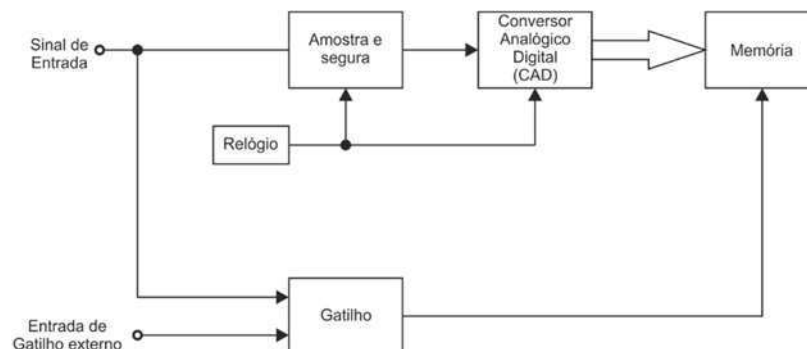 Sinal de
Entrada
Amostra e
segura
Conversor
Analógico
Digital
(CAD)
Memória
Relógio
Gatilho
Entrada de
Gatilho externo